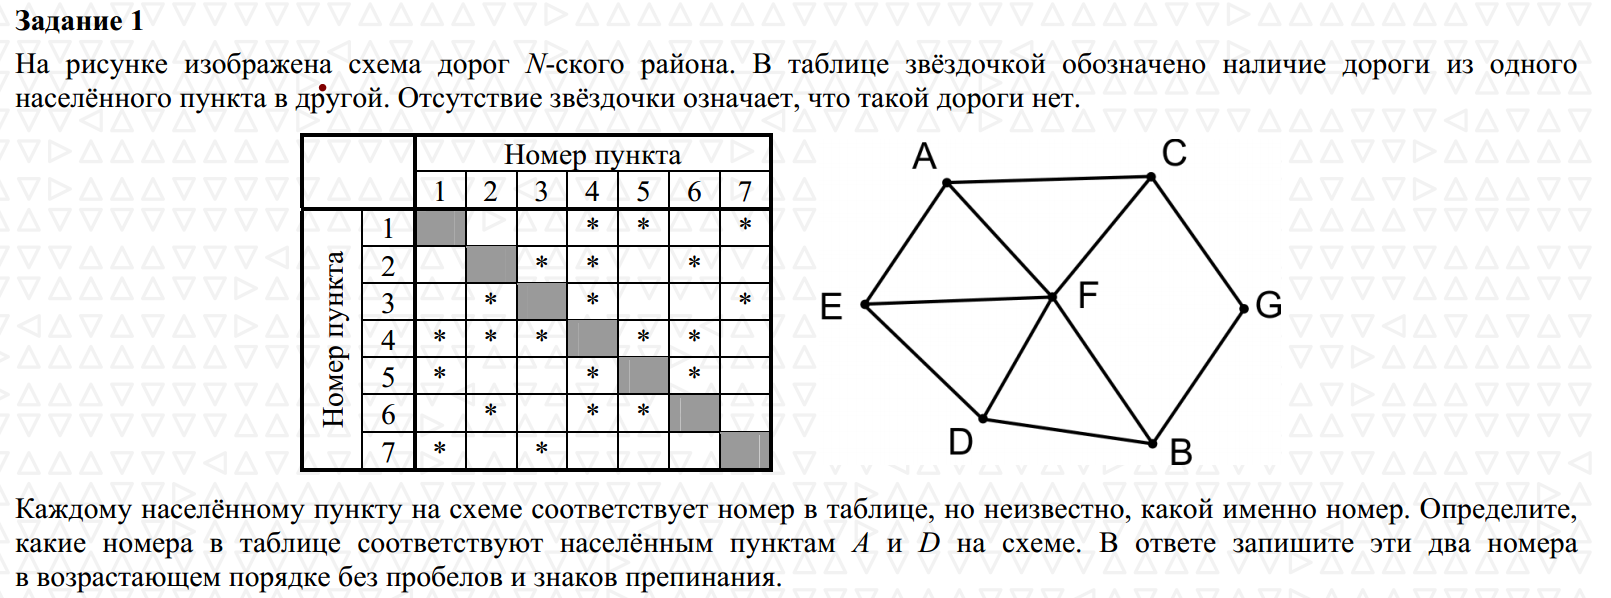 Задание 1
На рисунке изображена схема дорог N-ского района. В таблице звёздочкой обозначено наличие дороги из одного
населённого пункта в другой. Отсутствие звёздочки означает, что такой дороги нет.
Номер пункта
1 2 3 4 5 6 7
Номер пункта
1 * * *
2 * * *
3 * * *
4 * * * * *
5 * * *
6 * * *
7 * *
A
C
E
F
G
D
B
Каждому населённому пункту на схеме соответствует номер в таблице, но неизвестно, какой именно номер. Определите,
какие номера в таблице соответствуют населённым пунктам A и D на схеме. В ответе запишите эти два номера
в возрастающем порядке без пробелов и знаков препинания.